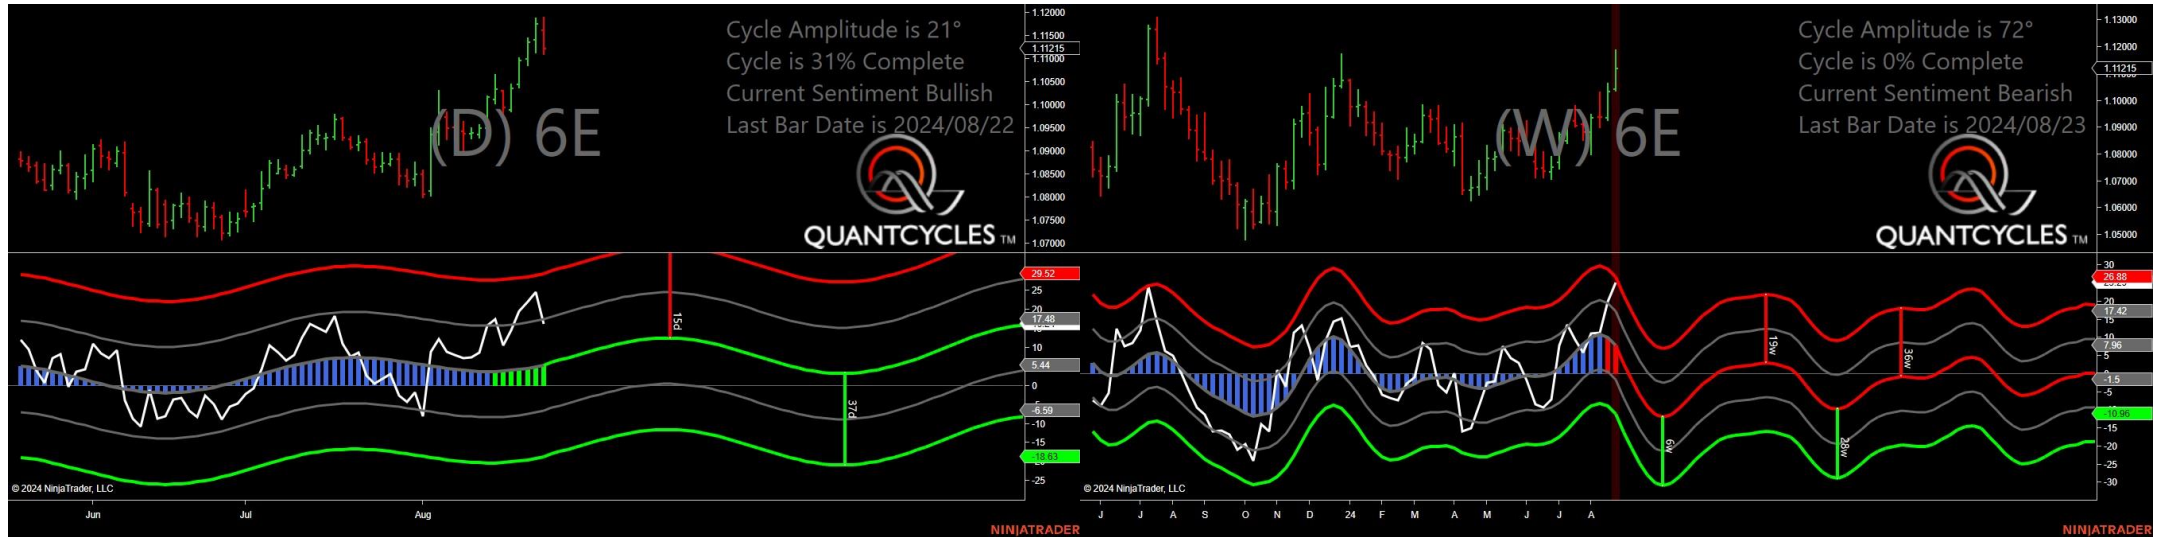 Cycle Amplitude is 21°
Cycle is 31% Complete
Current Sentiment Bullish
Last Bar Date is 2024/08/22
(D) 6E
QUANTCYCLES TM
1.12000
1.11500
1.11215
1.11000
1.10500
1.10000
1.09500
1.09000
1.08500
1.08000
1.07500
1.07000
29.52
25
20
17.48
10
5.44
0
-5
-6.59
-10
-15
-18.63
-25
15d
37d
© 2024 NinjaTrader, LLC
Jun Jul Aug
NINJATRADER
Cycle Amplitude is 72°
Cycle is 0% Complete
Current Sentiment Bearish
Last Bar Date is 2024/08/23
(W) 6E
QUANTCYCLES TM
1.13000
1.12000
1.11215
1.10000
1.09000
1.08000
1.07000
1.06000
1.05000
30
26.88
20
17.42
15
7.96
5
0
-1.5
-5
-10.96
-15
-20
-25
-30
19w
36w
6w
28w
© 2024 NinjaTrader, LLC
J J A S O N D 24 F M A M J J A
NINJATRADER